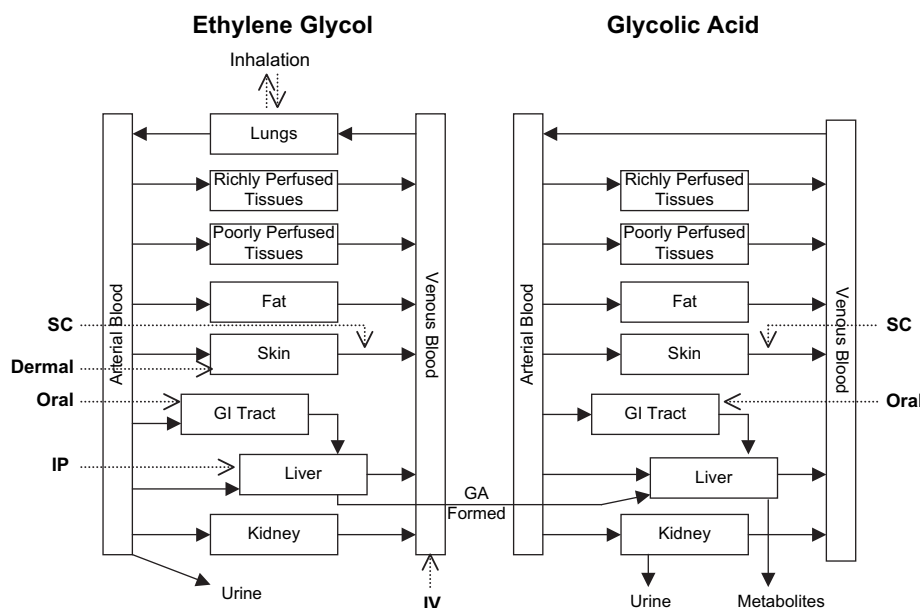 Ethylene Glycol
Inhalation
Arterial Blood
Lungs
Richly Perfused
Tissues
Poorly Perfused
Tissues
Fat
SC
Skin
Dermal
Oral
GI Tract
IP
Liver
Kidney
Urine
Venous Blood
IV
GA
Formed
Glycolic Acid
Arterial Blood
Richly Perfused
Tissues
Poorly Perfused
Tissues
Fat
SC
Skin
Oral
GI Tract
Liver
Kidney
Urine
Metabolites
Venous Blood